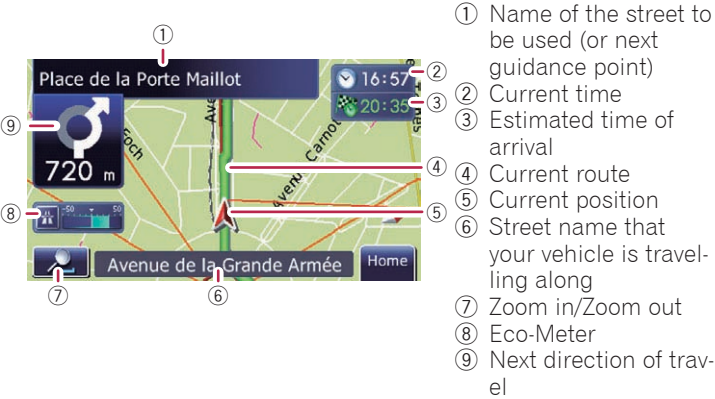 ①
Place de la Porte Maillot
16:57
②
20:35
③
⑨
720 m
Foch
Ave
Avenu
Carnot
④
⑧
-50
50
⑤
Avenue de la Grande Armée
Home
⑦
⑥
① Name of the street to
be used (or next
guidance point)
② Current time
③ Estimated time of
arrival
④ Current route
⑤ Current position
⑥ Street name that
your vehicle is travel-
ling along
⑦ Zoom in/Zoom out
⑧ Eco-Meter
⑨ Next direction of trav-
el